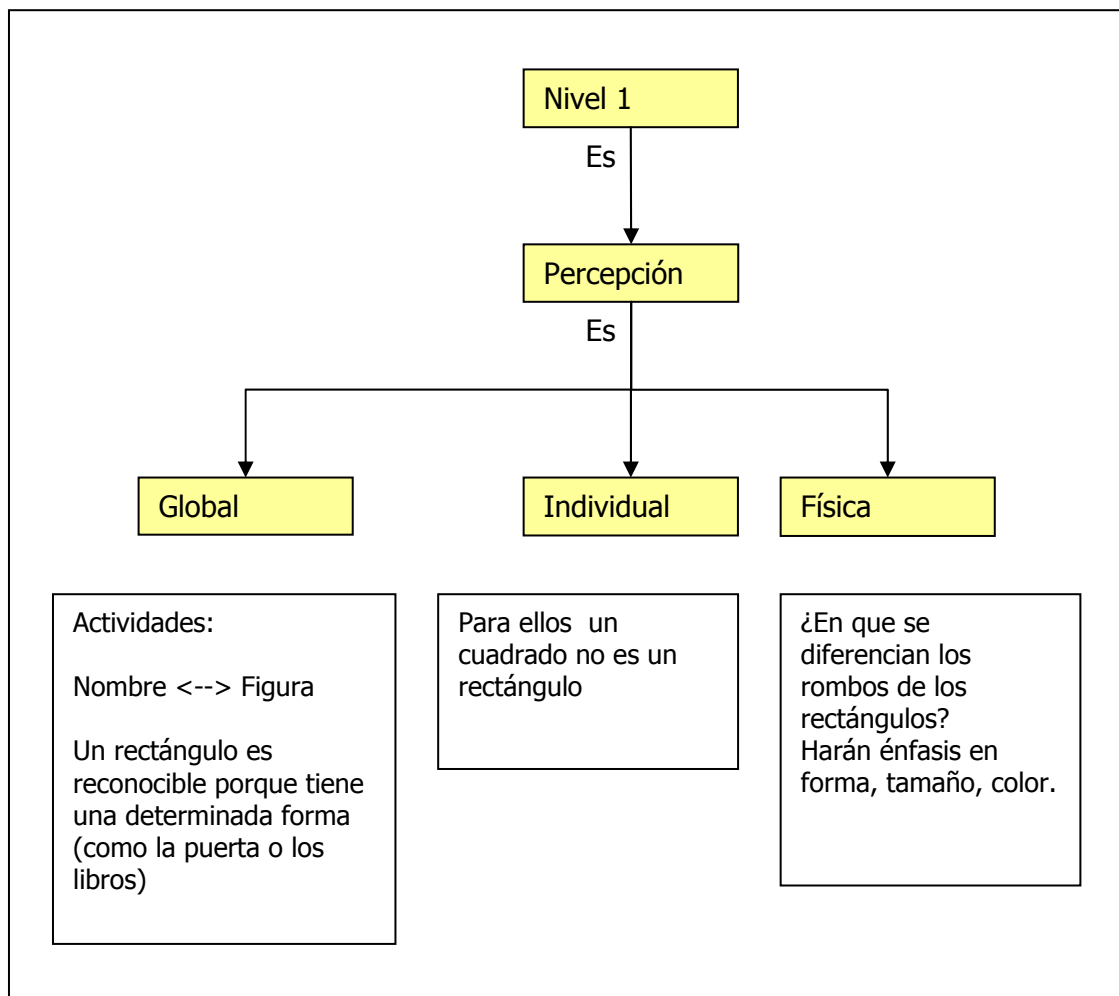 Nivel 1
Es
Percepción
Es
Global
Individual
Física
Actividades:
Nombre <--> Figura
Un rectángulo es
reconocible porque tiene
una determinada forma
(como la puerta o los
libros)
Para ellos  un
cuadrado no es un
rectángulo
¿En que se
diferencian los
rombos de los
rectángulos?
Harán énfasis en
forma, tamaño, color.